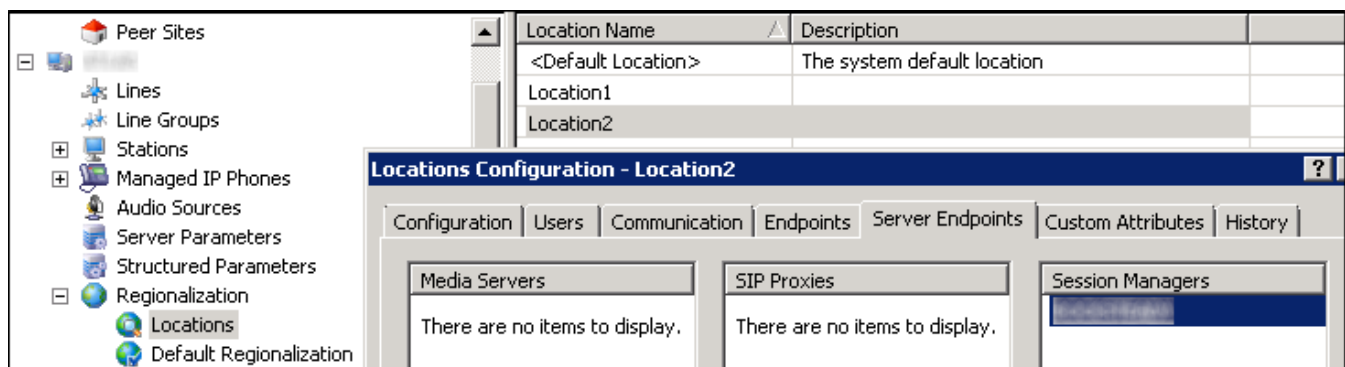 Peer Sites
Lines
Line Groups
Stations
Managed IP Phones
Audio Sources
Server Parameters
Structured Parameters
Regionalization
Locations
Default Regionalization
Location Name Description
<Default Location> The system default location
Location1
Location2
Locations Configuration - Location2 ?
Configuration Users Communication Endpoints Server Endpoints Custom Attributes History
Media Servers SIP Proxies Session Managers
There are no items to display. There are no items to display.